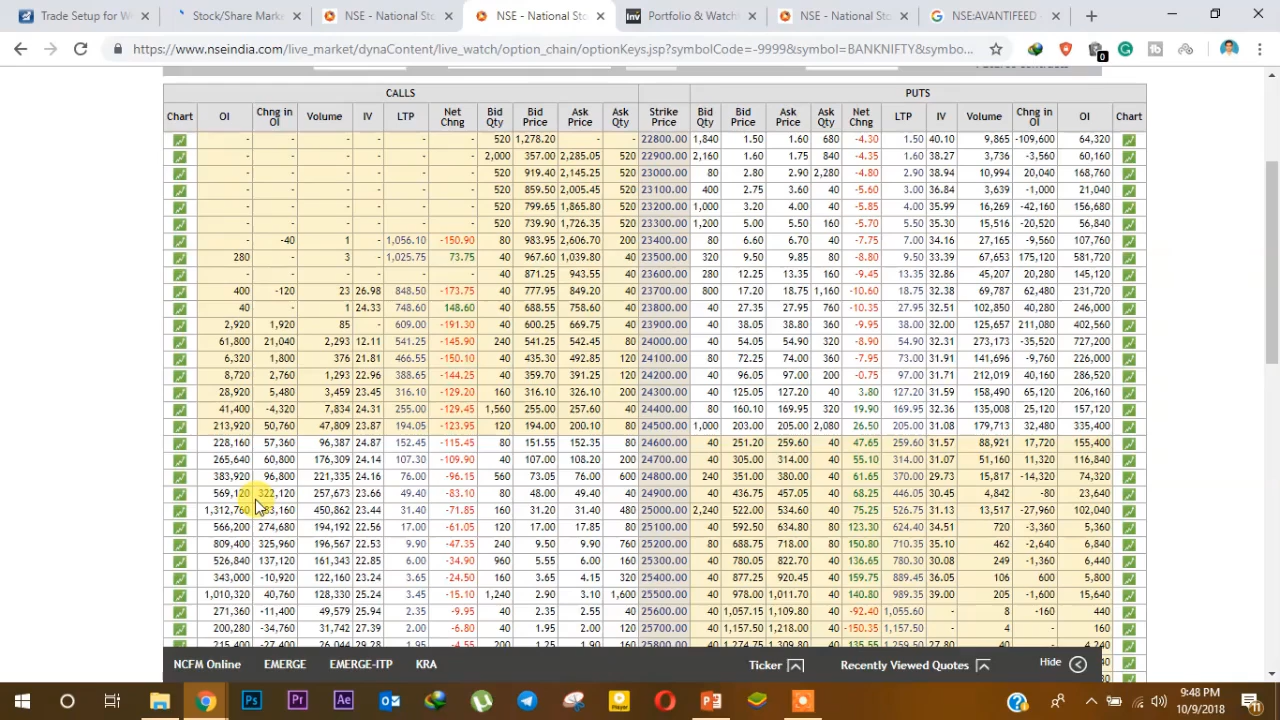 Trade Setup for W
Stock/Share Mark
NSE - National Sto
NSE - National Sto
Portfolio & Watchl
NSE - National Sto
NSE:AVANTIFEED -
https://www.nseindia.com/live_market/dynaContent/live_watch/option_chain/optionKeys.jsp?symbolCode=-9999&symbol=BANKNIFTY&symbo...
CALLS PUTS
Chart OI Chng in OI Volume IV LTP Net Chng Bid Qty Bid Price Ask Price Ask Qty Strike Price Bid Qty Bid Price Ask Price Ask Qty Net Chng LTP IV Volume Chng in OI OI Chart
- - - - - - 520 1,278.20 - - 22800.00 1,840 1.50 1.60 680 -4.30 1.50 40.10 9,865 -109,600 64,320
- - - - - - 2,000 357.00 2,285.05 520 22900.00 2,160 1.60 1.75 840 -4.35 1.60 38.27 3,736 -3,560 60,160
- - - - - - 520 919.40 2,145.25 520 23000.00 80 2.80 2.90 2,280 -4.80 2.90 38.94 10,994 20,040 168,760
- - - - - - 520 859.50 2,005.45 520 23100.00 400 2.75 3.60 40 -5.60 3.00 36.84 3,639 -1,000 21,040
- - - - - - 520 799.65 1,865.80 520 23200.00 1,000 3.20 4.00 40 -5.85 4.00 35.99 16,269 -42,160 156,680
- - - - - - 520 739.90 1,726.35 520 23300.00 1,200 5.00 5.50 160 -5.70 5.50 35.30 15,516 -20,520 56,840
- -40 1 - 1,056.10 -150.90 80 983.95 2,606.70 200 23400.00 80 6.60 6.70 40 -7.75 7.00 34.16 27,165 -9,560 107,760
280 - 3 - 1,025.75 73.75 40 967.60 1,039.80 40 23500.00 320 9.50 9.85 80 -8.80 9.50 33.39 67,653 175,120 581,720
- - - - - - 40 871.25 943.55 40 23600.00 280 12.25 13.35 160 -9.45 13.35 32.86 45,207 20,280 145,120
400 -120 23 26.98 848.50 -173.75 40 777.95 849.20 40 23700.00 800 17.20 18.75 1,160 -10.60 18.75 32.38 69,787 62,480 231,720
40 - 1 24.33 748.60 148.60 40 688.55 758.60 40 23800.00 40 27.35 27.95 760 -10.35 27.95 32.51 102,850 40,280 246,000
2,920 1,920 85 - 609.00 -191.30 40 600.25 669.75 40 23900.00 40 38.05 38.80 360 -9.95 38.00 32.00 125,657 211,080 402,560
61,800 21,040 2,293 12.11 541.25 -145.90 240 541.25 542.45 80 24000.00 40 54.05 54.90 320 -8.90 54.90 32.31 273,173 -35,520 727,200
6,320 1,800 376 21.81 466.55 -150.10 40 435.30 492.85 120 24100.00 80 72.25 74.00 360 -7.95 73.00 31.91 141,696 -9,760 226,000
8,720 2,760 1,293 22.96 388.65 -144.25 40 359.70 391.25 120 24200.00 40 96.05 97.00 200 -0.75 97.00 31.71 212,019 40,160 286,520
28,920 5,480 3,459 23.45 316.10 -129.20 160 316.10 326.10 40 24300.00 40 125.05 127.20 40 3.80 127.20 31.59 158,490 65,120 206,160
41,400 -4,320 7,834 24.31 255.00 -129.45 1,560 255.00 257.60 40 24400.00 80 160.10 169.95 320 19.90 169.95 32.36 135,008 25,120 157,120
213,920 50,760 47,809 23.87 194.05 -123.95 120 194.00 200.10 80 24500.00 1,000 203.00 205.00 2,080 26.50 205.00 31.08 179,713 32,480 335,400
228,160 57,360 96,387 24.87 152.45 -115.45 80 151.55 152.35 80 24600.00 40 251.20 259.60 40 47.65 259.60 31.57 88,921 17,720 155,400
265,640 60,800 176,309 24.14 107.30 -109.90 40 107.00 108.20 200 24700.00 40 305.00 314.00 40 55.10 314.00 31.07 51,160 11,320 116,840
383,920 96,800 221,335 24.16 76.00 -96.15 560 73.05 76.00 600 24800.00 240 351.00 380.00 40 61.65 370.00 29.73 15,817 -14,320 74,320
569,120 322,120 257,673 23.66 49.40 -83.10 80 48.00 49.40 40 24900.00 40 436.75 457.05 40 68.25 446.05 30.45 4,842 -80 23,640
1,312,760 450,862 23.44 31.40 -71.85 160 31.20 31.40 480 25000.00 2,240 522.00 534.60 40 75.25 526.75 31.13 13,517 -27,960 102,040
566,200 274,680 194,192 22.56 17.00 -61.05 120 17.00 17.85 80 25100.00 40 592.50 634.80 40 123.30 624.40 34.51 720 -3,360 5,360
809,400 325,960 196,567 22.53 9.90 -47.35 240 9.50 9.90 760 25200.00 80 688.75 718.00 80 150.80 710.35 35.10 462 -2,640 6,840
526,840 137,120 161,343 22.85 6.00 -34.90 960 5.55 6.00 160 25300.00 40 780.05 822.70 40 136.65 780.30 31.08 249 -1,360 6,440
343,000 -10,920 122,160 23.24 3.65 -24.50 160 3.65 4.15 320 25400.00 40 877.25 920.45 40 159.75 889.45 36.05 106 600 5,800
1,010,320 40,760 128,330 25.24 3.45 -15.10 1,240 2.90 3.10 1,600 25500.00 40 978.00 1,011.70 40 140.80 989.35 39.00 205 -1,600 15,640
271,360 -11,400 49,579 25.94 2.35 -9.95 40 2.35 2.55 40 25600.00 40 1,057.15 1,109.80 40 -92.40 1,055.60 - 8 -160 440
200,280 -34,760 31,742 27.39 2.00 -6.80 40 1.95 2.00 120 25700.00 40 1,157.50 1,218.00 40 -150.35 1,157.50 - 4 - 160
NCFM Online EMERGE EMERGE-ITP KRA Ticker Recently Viewed Quotes Hide
9:48 PM
10/9/2018